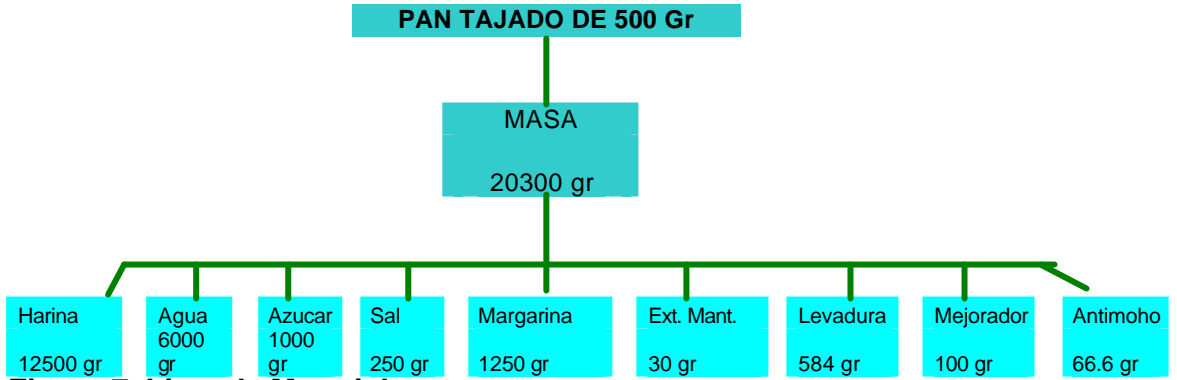 PAN TAJADO DE 500 Gr
MASA
20300 gr
Harina
12500 gr
Agua
6000
gr
Azucar
1000
gr
Sal
250 gr
Margarina
1250 gr
Ext. Mant.
30 gr
Levadura
584 gr
Mejorador
100 gr
Antimoho
66.6 gr